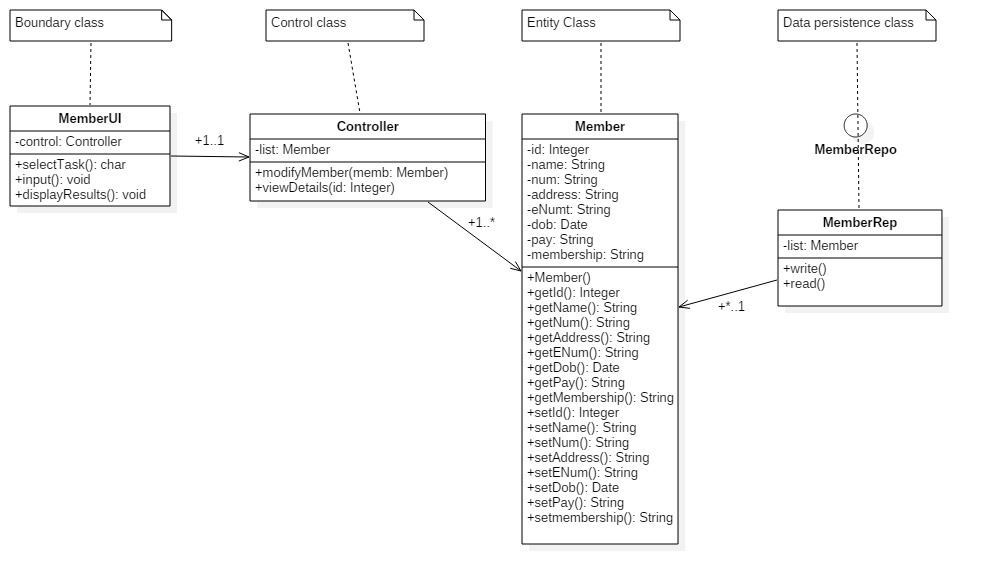 Boundary class
Control class
Entity Class
Data persistence class
MemberUI
-control: Controller
+selectTask(): char
+input(): void
+displayResults(): void
+1..1
Controller
-list: Member
+modifyMember(memb: Member)
+viewDetails(id: Integer)
+1..*
Member
-id: Integer
-name: String
-num: String
-address: String
-eNumt: String
-dob: Date
-pay: String
-membership: String
+Member()
+getId(): Integer
+getName(): String
+getNum(): String
+getAddress(): String
+getENum(): String
+getDob(): Date
+getPay(): String
+getMembership(): String
+setId(): Integer
+setName(): String
+setNum(): String
+setAddress(): String
+setENum(): String
+setDob(): Date
+setPay(): String
+setmembership(): String
MemberRepo
MemberRep
-list: Member
+write()
+read()
+*..1